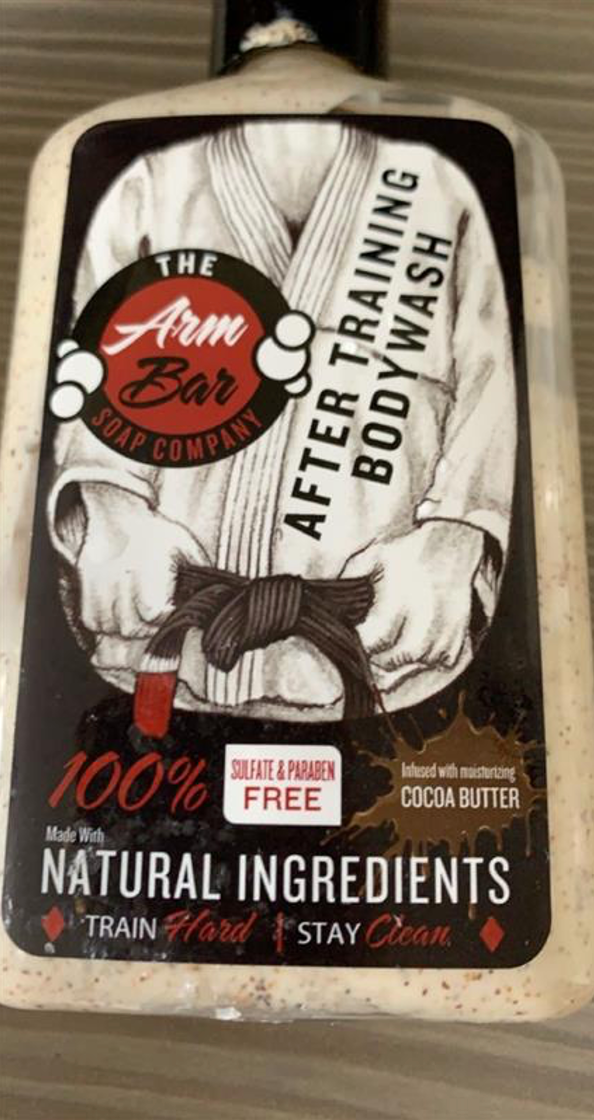 THE
Arm
Bar
SOAP COMPANY
AFTER TRAINING
BODYWASH
100%
SULFATE & PARABEN
FREE
Infused with moisturizing
COCOA BUTTER
Made With
NATURAL INGREDIENTS
TRAIN Hard | STAY Clean